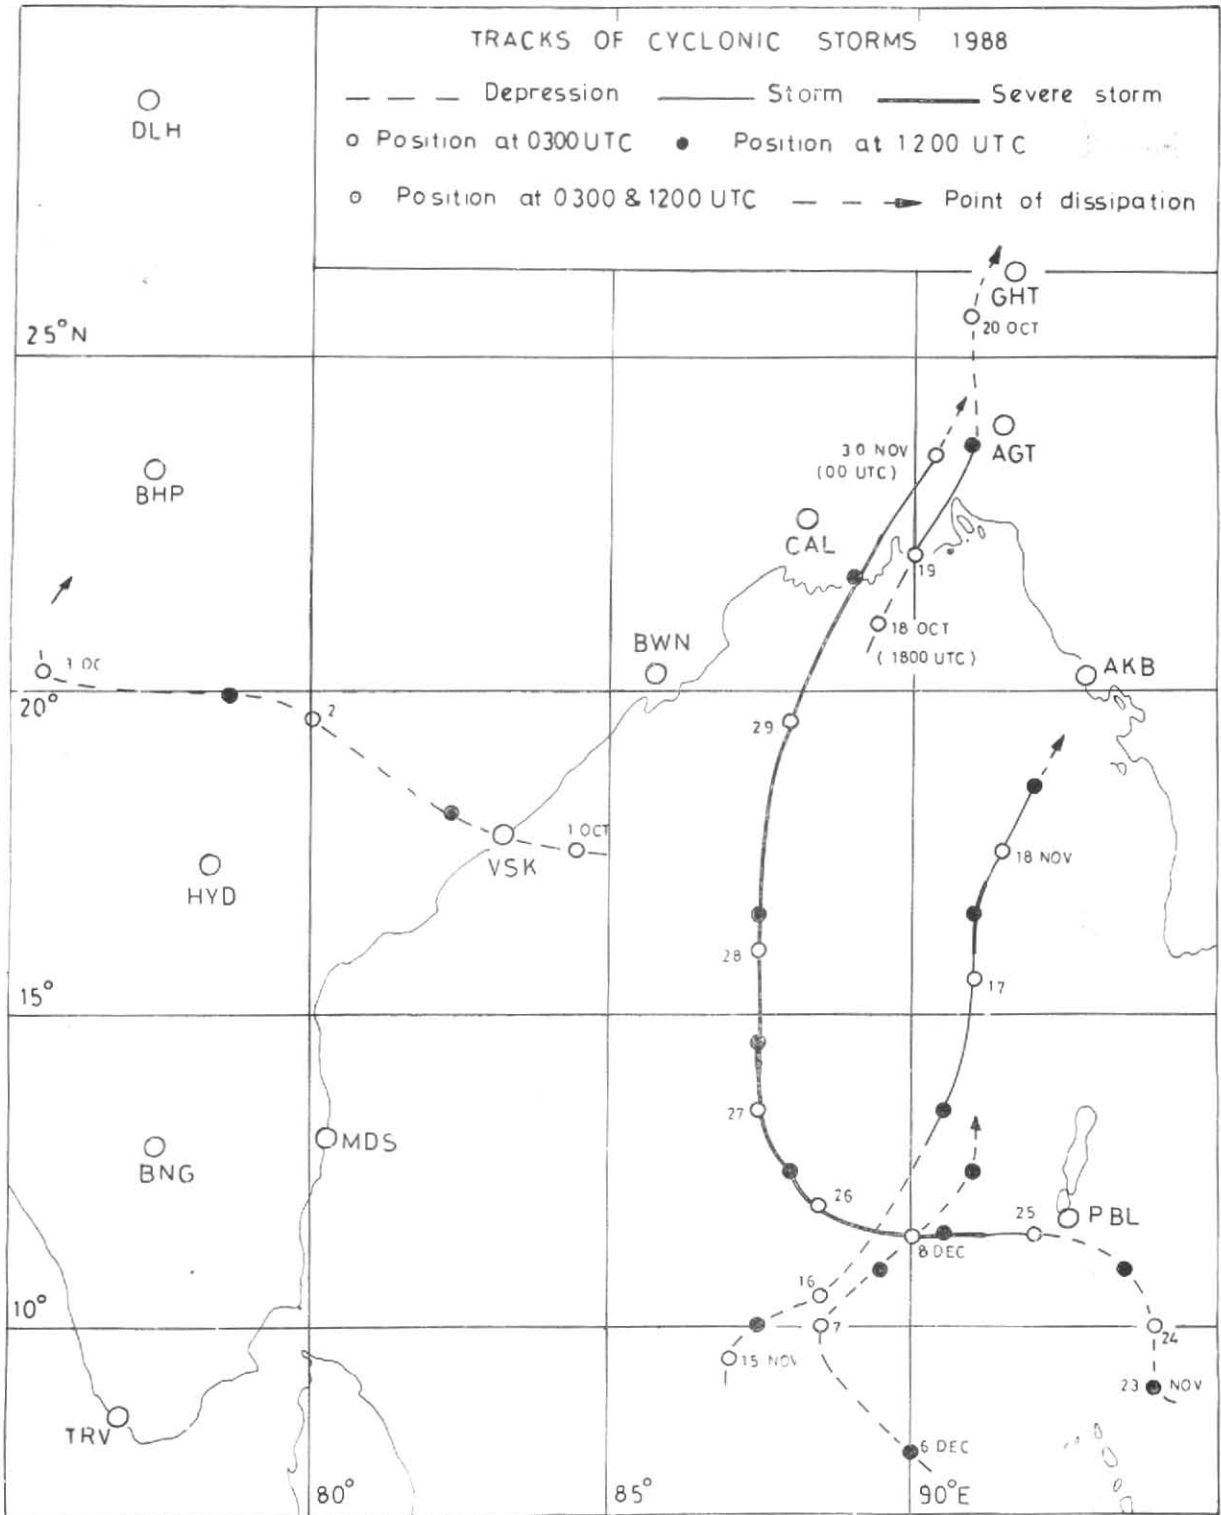 TRACKS OF CYCLONIC STORMS 1988
Depression Storm Severe storm
Position at 0300 UTC Position at 1200 UTC
Position at 0300 & 1200 UTC Point of dissipation
DLH
GHT
20 OCT
25°N
30 NOV
(00 UTC)
AGT
BHP
CAL
19
18 OCT
(1800 UTC)
BWN
AKB
3 OC
20°
2
29
1 OCT
VSK
18 NOV
HYD
28
17
15°
27
MDS
BNG
26
25
PBL
8 DEC
16
10°
7
24
15 NOV
23 NOV
TRV
6 DEC
80°
85°
90°E